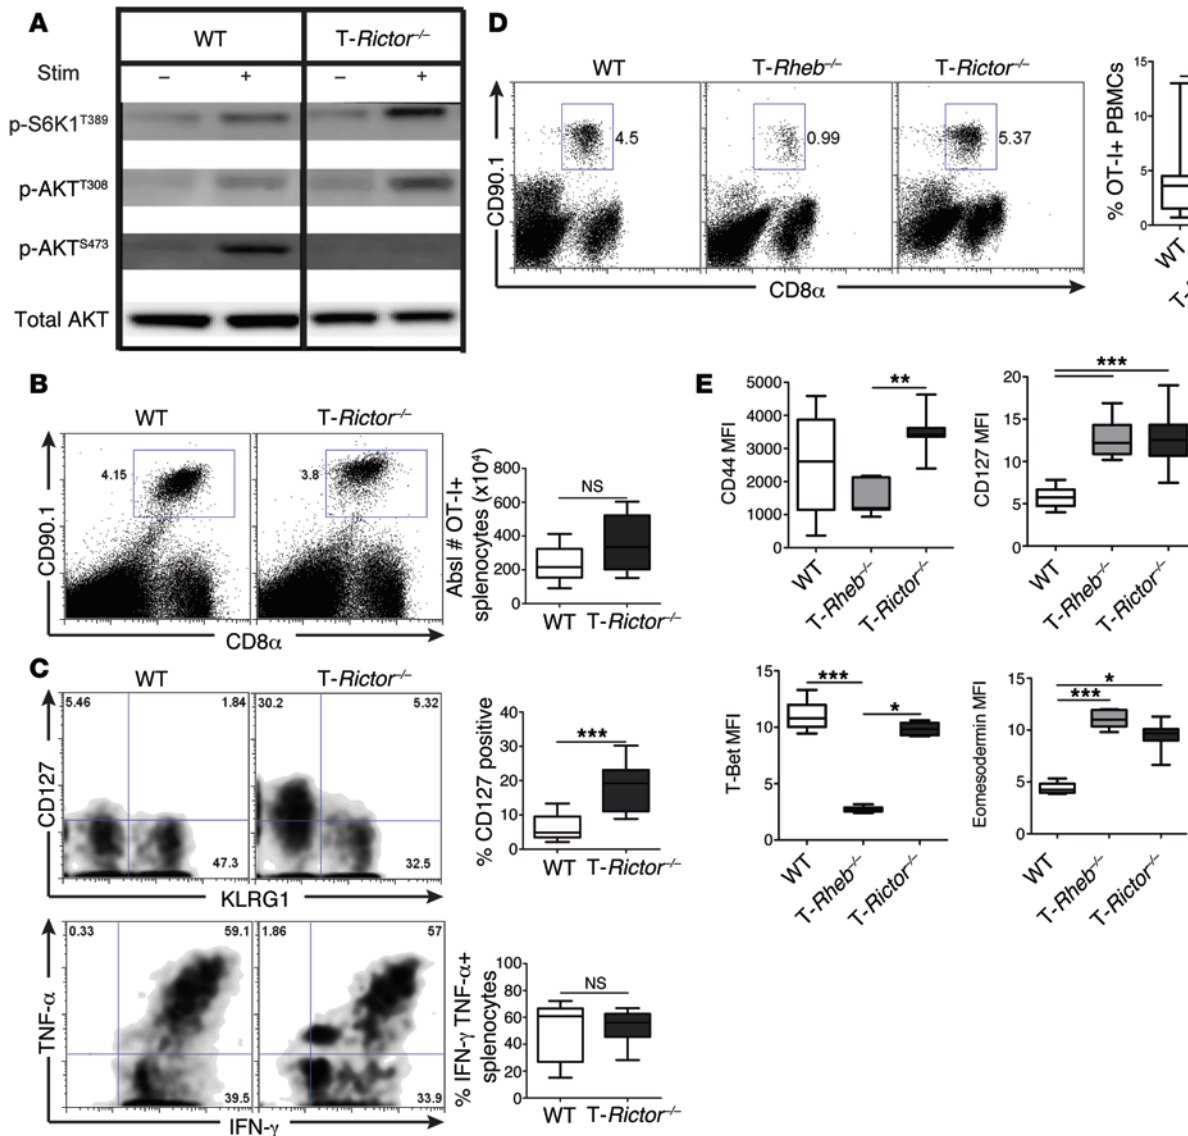 A
WT
T-Rictor⁻/⁻
Stim
– + – +
p-S6K1ᵀ³⁸⁹
p-AKTᵀ³⁰⁸
p-AKTˢ⁴⁷³
Total AKT
D
WT
T-Rheb⁻/⁻
T-Rictor⁻/⁻
4.5
0.99
5.37
CD90.1
CD8α
% OT-I+ PBMCs
15
10
5
0
WT
B
WT
T-Rictor⁻/⁻
4.15
3.8
CD90.1
CD8α
Absl # OT-I+
splenocytes (x10⁴)
800
600
400
200
0
NS
WT T-Rictor⁻/⁻
C
WT
T-Rictor⁻/⁻
5.46 1.84
30.2 5.32
47.3
32.5
CD127
KLRG1
% CD127 positive
40
30
20
10
0
***
WT T-Rictor⁻/⁻
0.33 59.1
1.86 57
39.5
33.9
TNF-α
IFN-γ
% IFN-γ TNF-α+
splenocytes
100
80
60
40
20
0
NS
WT T-Rictor⁻/⁻
E
CD44 MFI
5000
4000
3000
2000
1000
0
**
WT
T-Rheb⁻/⁻
T-Rictor⁻/⁻
CD127 MFI
20
15
10
5
0
***
WT
T-Rheb⁻/⁻
T-Rictor⁻/⁻
T-Bet MFI
15
10
5
0
***
*
WT
T-Rheb⁻/⁻
T-Rictor⁻/⁻
Eomesodermin MFI
15
10
5
0
*
***
WT
T-Rheb⁻/⁻
T-Rictor⁻/⁻